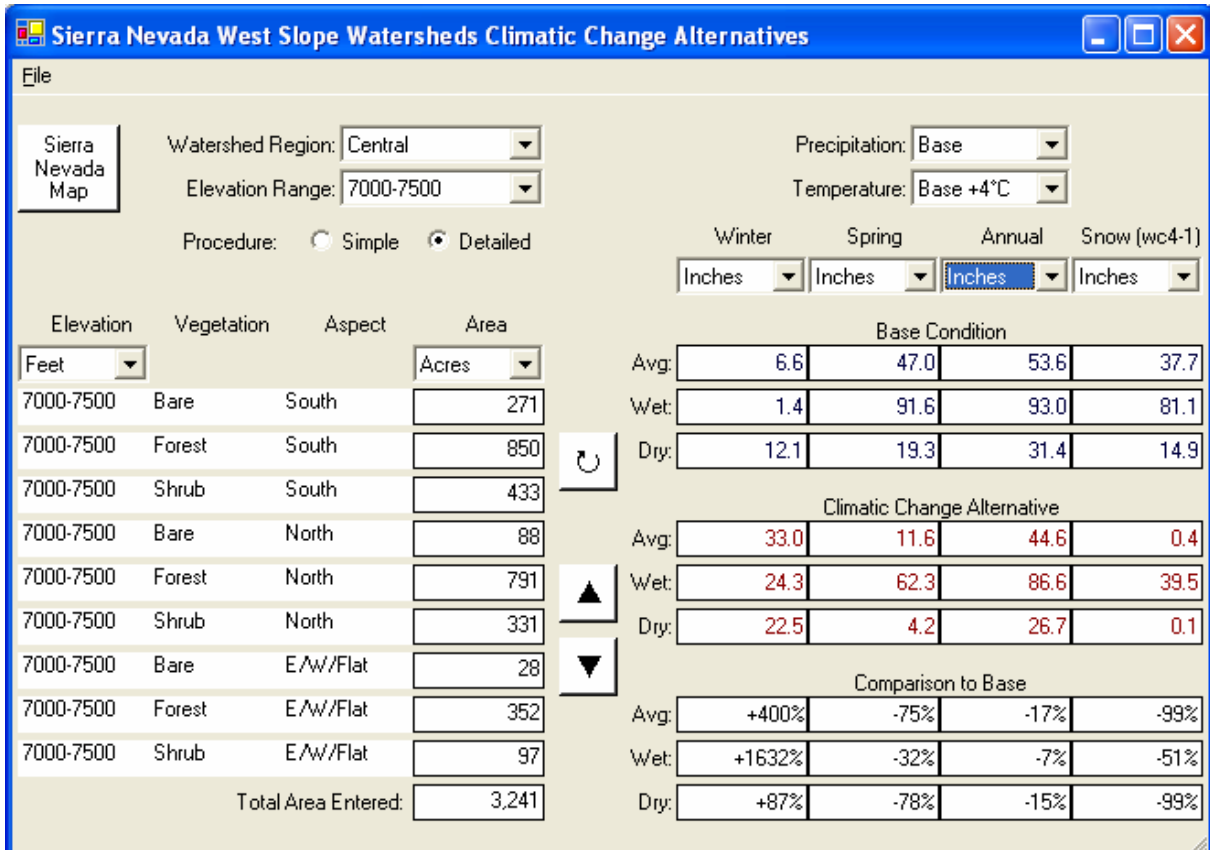 Sierra Nevada West Slope Watersheds Climatic Change Alternatives
File
Sierra
Nevada
Map
Watershed Region: Central
Elevation Range: 7000-7500
Procedure: Simple Detailed
Precipitation: Base
Temperature: Base +4°C
Winter Spring Annual Snow (wc4-1)
Inches Inches Inches Inches
Elevation Vegetation Aspect Area
Feet Acres
7000-7500 Bare South 271
7000-7500 Forest South 850
7000-7500 Shrub South 433
7000-7500 Bare North 88
7000-7500 Forest North 791
7000-7500 Shrub North 331
7000-7500 Bare E/W/Flat 28
7000-7500 Forest E/W/Flat 352
7000-7500 Shrub E/W/Flat 97
Total Area Entered: 3,241
Base Condition
Avg: 6.6 47.0 53.6 37.7
Wet: 1.4 91.6 93.0 81.1
Dry: 12.1 19.3 31.4 14.9
Climatic Change Alternative
Avg: 33.0 11.6 44.6 0.4
Wet: 24.3 62.3 86.6 39.5
Dry: 22.5 4.2 26.7 0.1
Comparison to Base
Avg: +400% -75% -17% -99%
Wet: +1632% -32% -7% -51%
Dry: +87% -78% -15% -99%